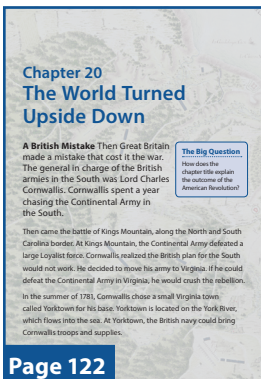 Chapter 20
The World Turned
Upside Down
A British Mistake Then Great Britain
made a mistake that cost it the war.
The general in charge of the British
armies in the South was Lord Charles
Cornwallis. Cornwallis spent a year
chasing the Continental Army in
the South.
The Big Question
How does the
chapter title explain
the outcome of the
American Revolution?
Then came the battle of Kings Mountain, along the North and South
Carolina border. At Kings Mountain, the Continental Army defeated a
large Loyalist force. Cornwallis realized the British plan for the South
would not work. He decided to move his army to Virginia. If he could
defeat the Continental Army in Virginia, he would crush the rebellion.
In the summer of 1781, Cornwallis chose a small Virginia town
called Yorktown for his base. Yorktown is located on the York River,
which flows into the sea. At Yorktown, the British navy could bring
Cornwallis troops and supplies.
Page 122